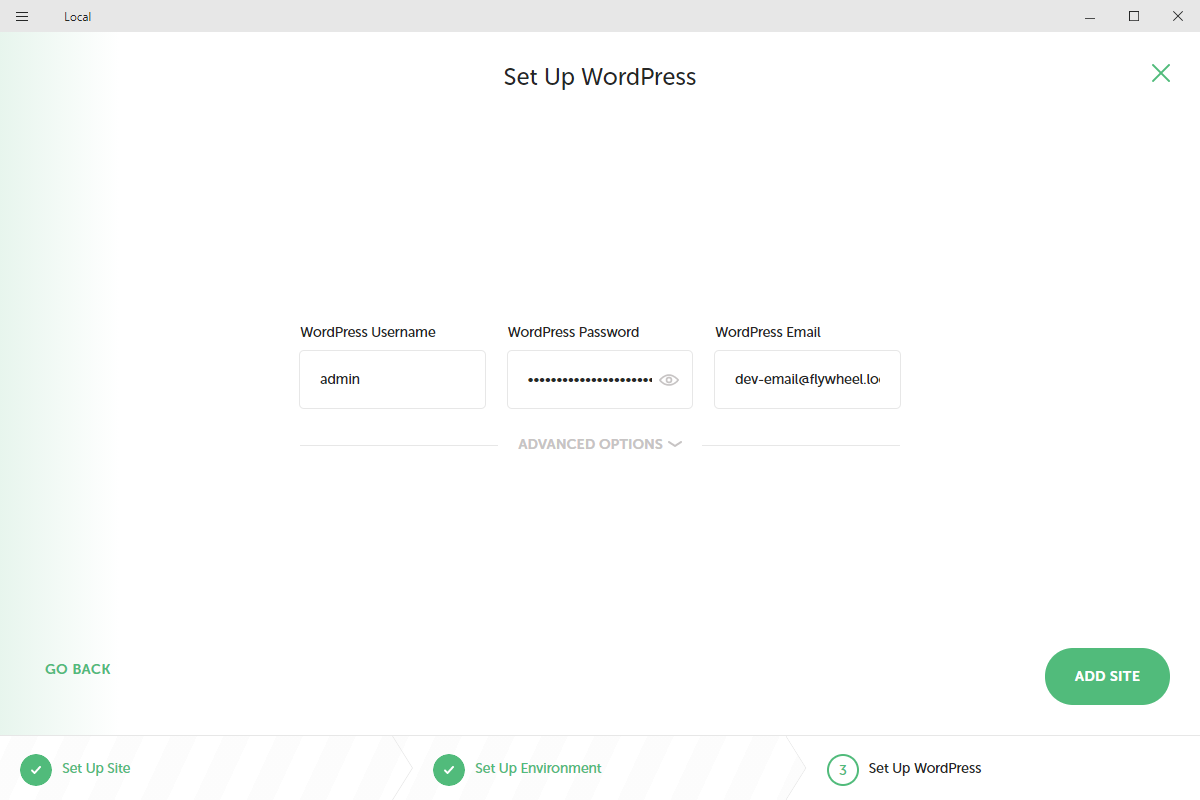 Local
Set Up WordPress
WordPress Username WordPress Password WordPress Email
admin •••••••••••••••••••••• dev-email@flywheel.lo
ADVANCED OPTIONS
GO BACK
ADD SITE
Set Up Site Set Up Environment 3 Set Up WordPress